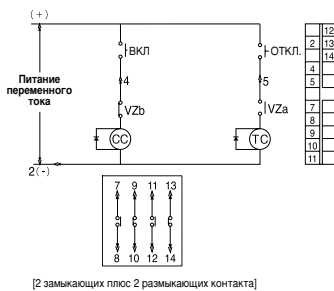 (+)
ВКЛ
ОТКЛ.
4
5
Питание
переменного
тока
VZb
VZa
CC
TC
2(-)
7 9 11 13
8 10 12 14
[2 замыкающих плюс 2 размыкающих контакта]
12
2 13
14
4
5
7
8
9
10
11